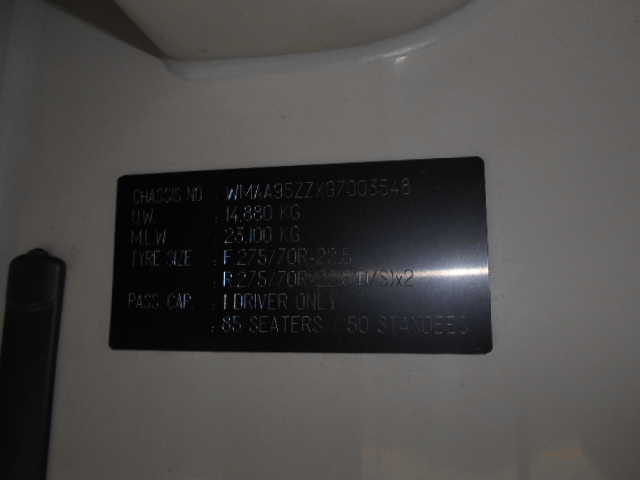 CHASSIS NO : WMAA95ZZXG7003548
U.W. : 14,880 KG
M.L.W : 23,100 KG
TYRE SIZE : F:275/70R-22.5
: R:275/70R-22.5(T/S)x2
PASS. CAP. : 1 DRIVER ONLY
: 85 SEATERS / 50 STANDEES